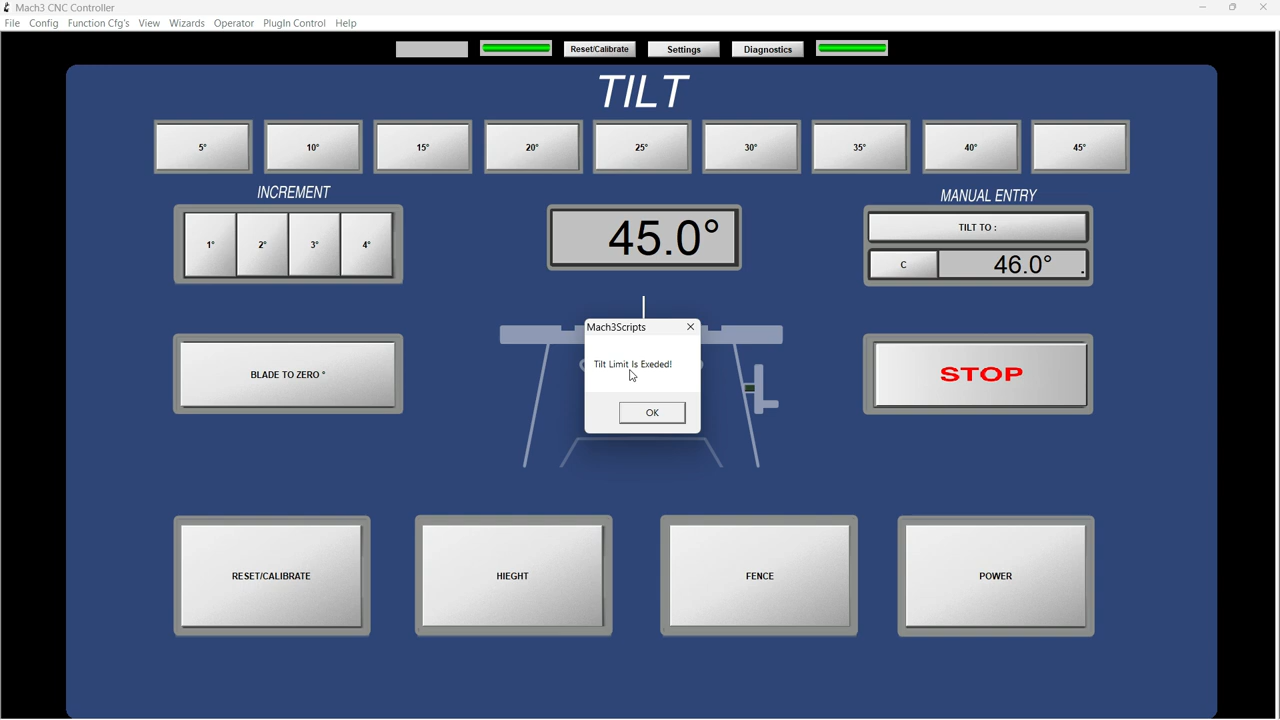 Mach3 CNC Controller
File Config Function Cfg's View Wizards Operator PlugIn Control Help
Reset/Calibrate Settings Diagnostics
TILT
5° 10° 15° 20° 25° 30° 35° 40° 45°
INCREMENT
MANUAL ENTRY
1° 2° 3° 4°
45.0°
TILT TO :
C 46.0° .
Mach3Scripts
Tilt Limit Is Exeded!
OK
BLADE TO ZERO °
STOP
RESET/CALIBRATE HIEGHT FENCE POWER